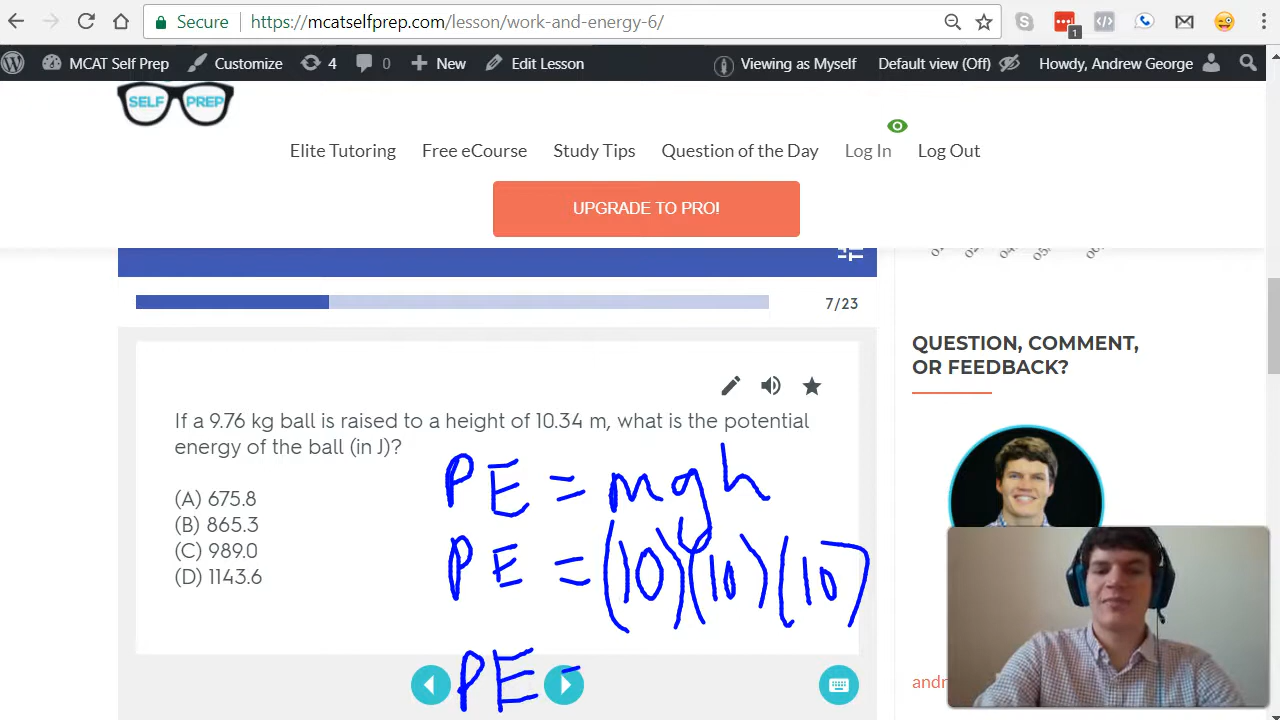 Secure https://mcatselfprep.com/lesson/work-and-energy-6/
1
MCAT Self Prep Customize 4 0 New Edit Lesson Viewing as Myself Default view (Off) Howdy, Andrew George
SELF PREP
Elite Tutoring Free eCourse Study Tips Question of the Day Log In Log Out
UPGRADE TO PRO!
7/23
QUESTION, COMMENT,
OR FEEDBACK?
If a 9.76 kg ball is raised to a height of 10.34 m, what is the potential
energy of the ball (in J)?
PE = mgh
(A) 675.8
(B) 865.3
(C) 989.0
(D) 1143.6
PE = (10)(10)(10)
PE =
andr